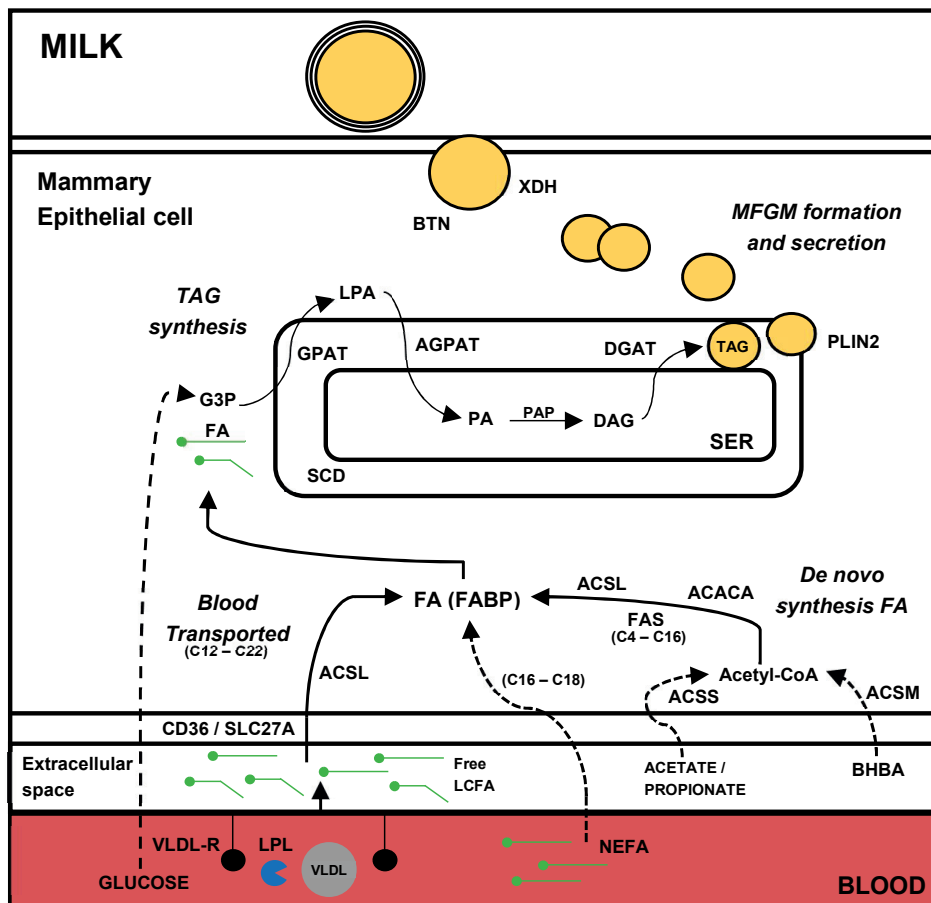 MILK
Mammary
Epithelial cell
XDH
BTN
MFGM formation
and secretion
TAG
synthesis
LPA
GPAT
AGPAT
DGAT
TAG
PLIN2
G3P
FA
PA
PAP
DAG
SER
SCD
Blood
Transported
(C12 – C22)
FA (FABP)
ACSL
ACACA
De novo
synthesis FA
FAS
(C4 – C16)
ACSL
(C16 – C18)
Acetyl-CoA
ACSS
ACSM
CD36 / SLC27A
Extracellular
space
Free
LCFA
ACETATE /
PROPIONATE
BHBA
VLDL-R
LPL
VLDL
NEFA
GLUCOSE
BLOOD